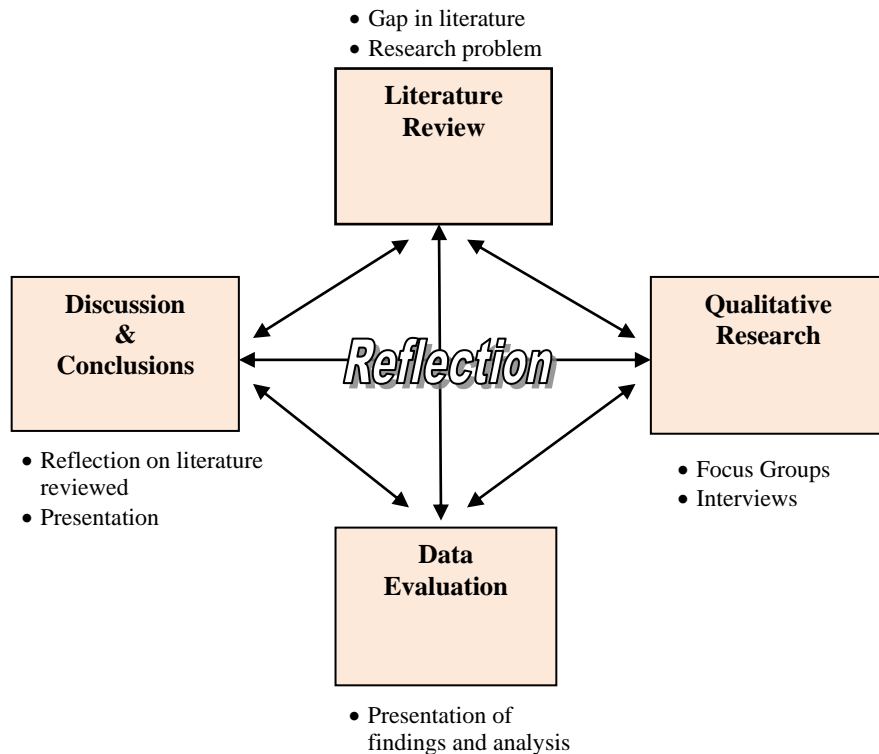 • Gap in literature
• Research problem
Literature
Review
Discussion
&
Conclusions
Reflection
Qualitative
Research
• Reflection on literature
reviewed
• Presentation
• Focus Groups
• Interviews
Data
Evaluation
• Presentation of
findings and analysis